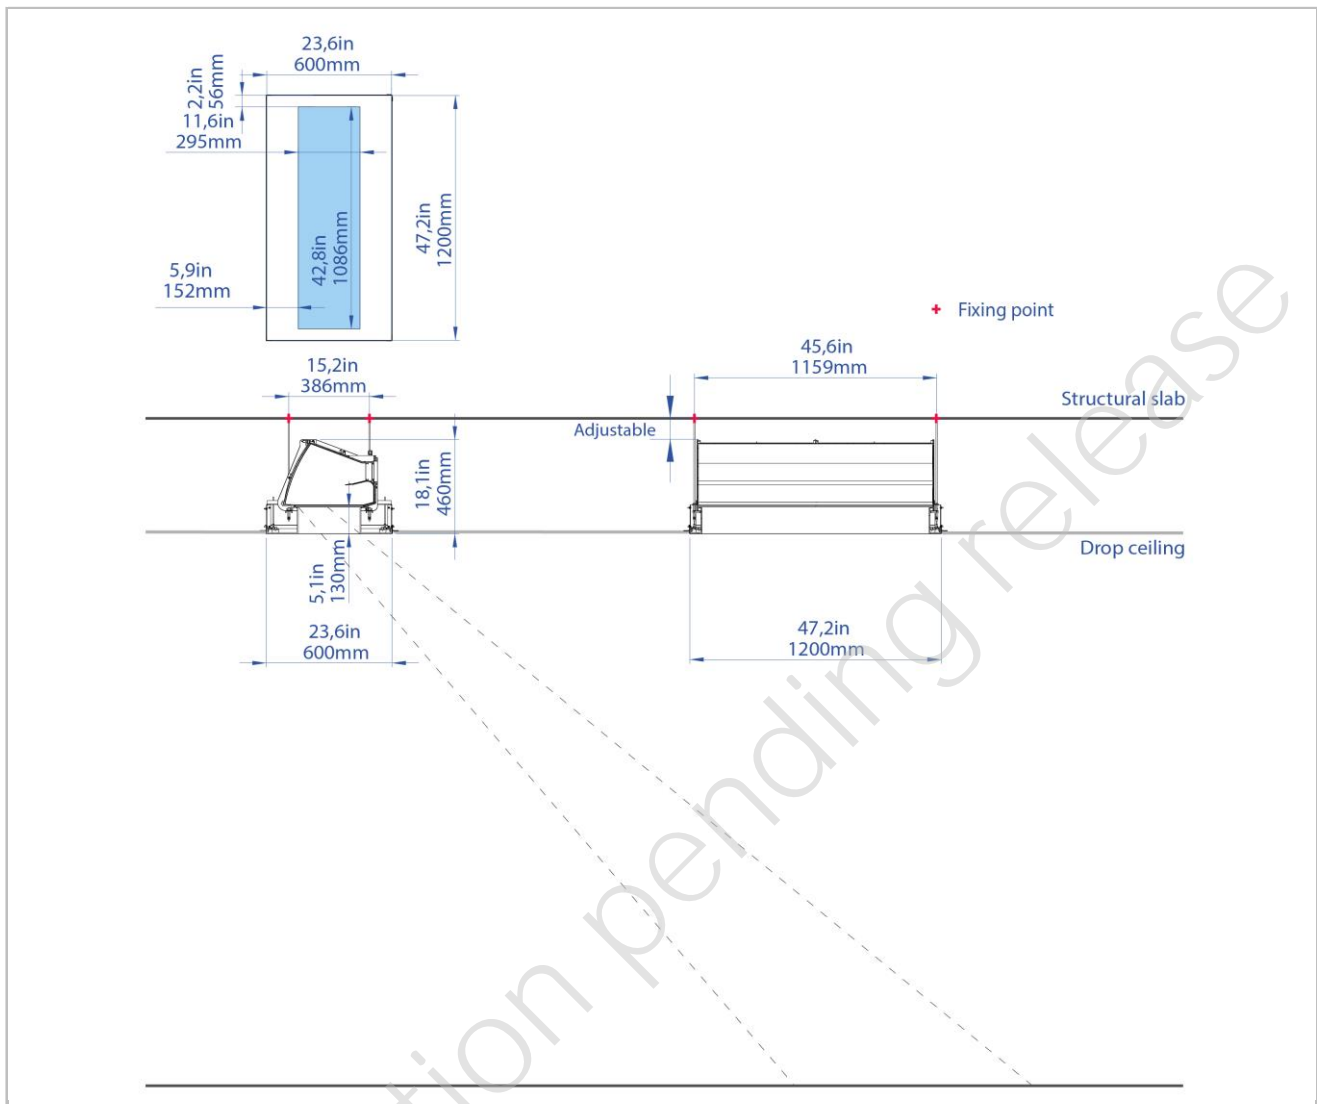 23,6in
600mm
2,2in
56mm
11,6in
295mm
42,8in
1086mm
47,2in
1200mm
5,9in
152mm
Fixing point
15,2in
386mm
45,6in
1159mm
Structural slab
Adjustable
18,1in
460mm
Drop ceiling
5,1in
130mm
23,6in
600mm
47,2in
1200mm
tion pending release